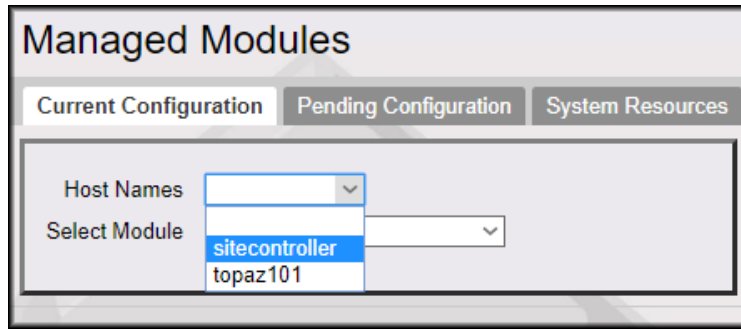 Managed Modules
Current Configuration Pending Configuration System Resources
Host Names
Select Module
sitecontroller
topaz101